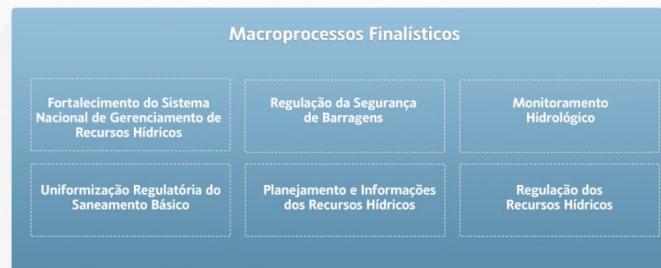 Macroprocessos Finalísticos
Fortalecimento do Sistema
Nacional de Gerenciamento de
Recursos Hídricos
Regulação da Segurança
de Barragens
Monitoramento
Hidrológico
Uniformização Regulatória do
Saneamento Básico
Planejamento e Informações
dos Recursos Hídricos
Regulação dos
Recursos Hídricos